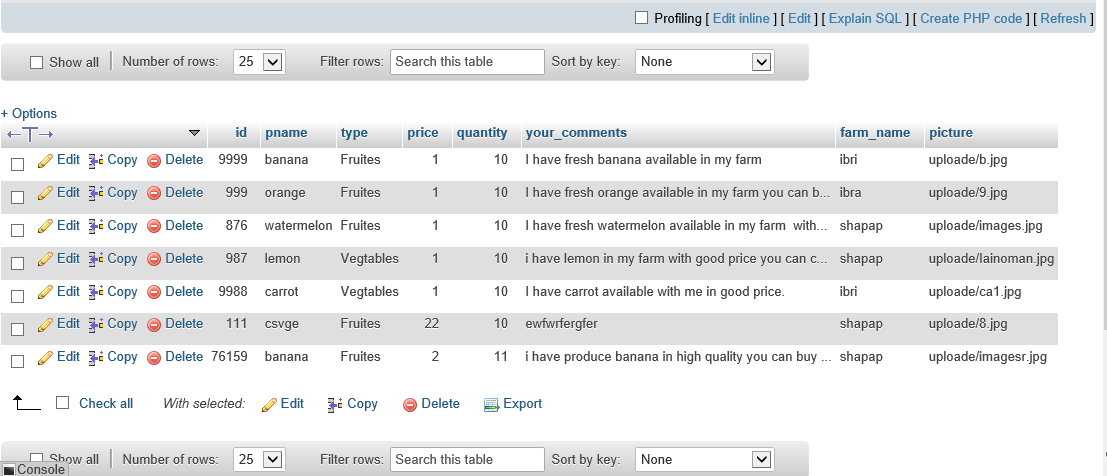 Profiling [ Edit inline ] [ Edit ] [ Explain SQL ] [ Create PHP code ] [ Refresh ]
Show all Number of rows: 25 Filter rows: Search this table Sort by key: None
+ Options
id pname type price quantity your_comments farm_name picture
Edit Copy Delete 9999 banana Fruites 1 10 I have fresh banana available in my farm ibri uploade/b.jpg
Edit Copy Delete 999 orange Fruites 1 10 I have fresh orange available in my farm you can b... ibra uploade/9.jpg
Edit Copy Delete 876 watermelon Fruites 1 10 I have fresh watermelon available in my farm with... shapap uploade/images.jpg
Edit Copy Delete 987 lemon Vegtables 1 10 i have lemon in my farm with good price you can c... shapap uploade/lainoman.jpg
Edit Copy Delete 9988 carrot Vegtables 1 10 I have carrot available with me in good price. ibri uploade/ca1.jpg
Edit Copy Delete 111 csvge Fruites 22 10 ewfwrfergfer shapap uploade/8.jpg
Edit Copy Delete 76159 banana Fruites 2 11 i have produce banana in high quality you can buy ... shapap uploade/imagesr.jpg
Check all With selected: Edit Copy Delete Export
Show all Number of rows: 25 Filter rows: Search this table Sort by key: None
Console